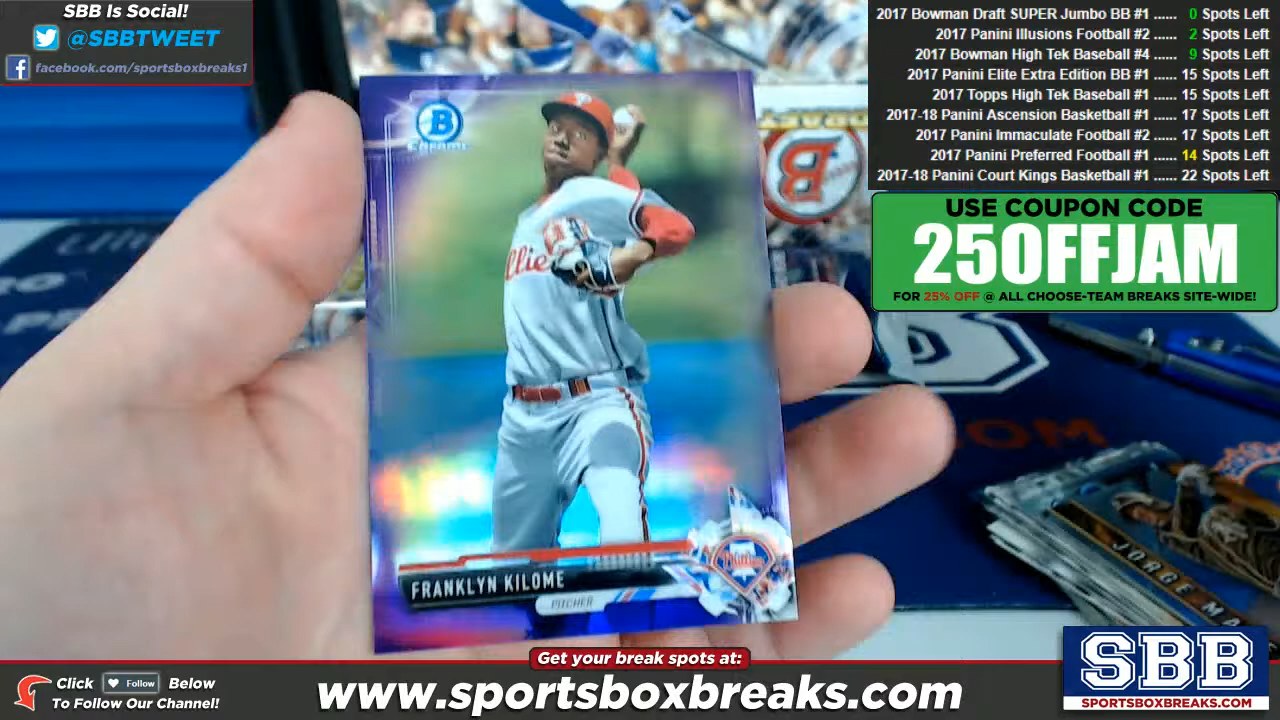 SBB Is Social!
@SBBTWEET
facebook.com/sportsboxbreaks1
2017 Bowman Draft SUPER Jumbo BB #1 ...... 0 Spots Left
2017 Panini Illusions Football #2 ...... 2 Spots Left
2017 Bowman High Tek Baseball #4 ...... 9 Spots Left
2017 Panini Elite Extra Edition BB #1 ...... 15 Spots Left
2017 Topps High Tek Baseball #1 ...... 15 Spots Left
2017-18 Panini Ascension Basketball #1 ...... 17 Spots Left
2017 Panini Immaculate Football #2 ...... 17 Spots Left
2017 Panini Preferred Football #1 ...... 14 Spots Left
2017-18 Panini Court Kings Basketball #1 ...... 22 Spots Left
USE COUPON CODE
25OFFJAM
FOR 25% OFF @ ALL CHOOSE-TEAM BREAKS SITE-WIDE!
B
CHROME
P
llie
Phillies
FRANKLYN KILOME
PITCHER
B
.COM
JORGE MA
Get your break spots at:
Click Follow Below
To Follow Our Channel!
www.sportsboxbreaks.com
SBB
SPORTSBOXBREAKS.COM